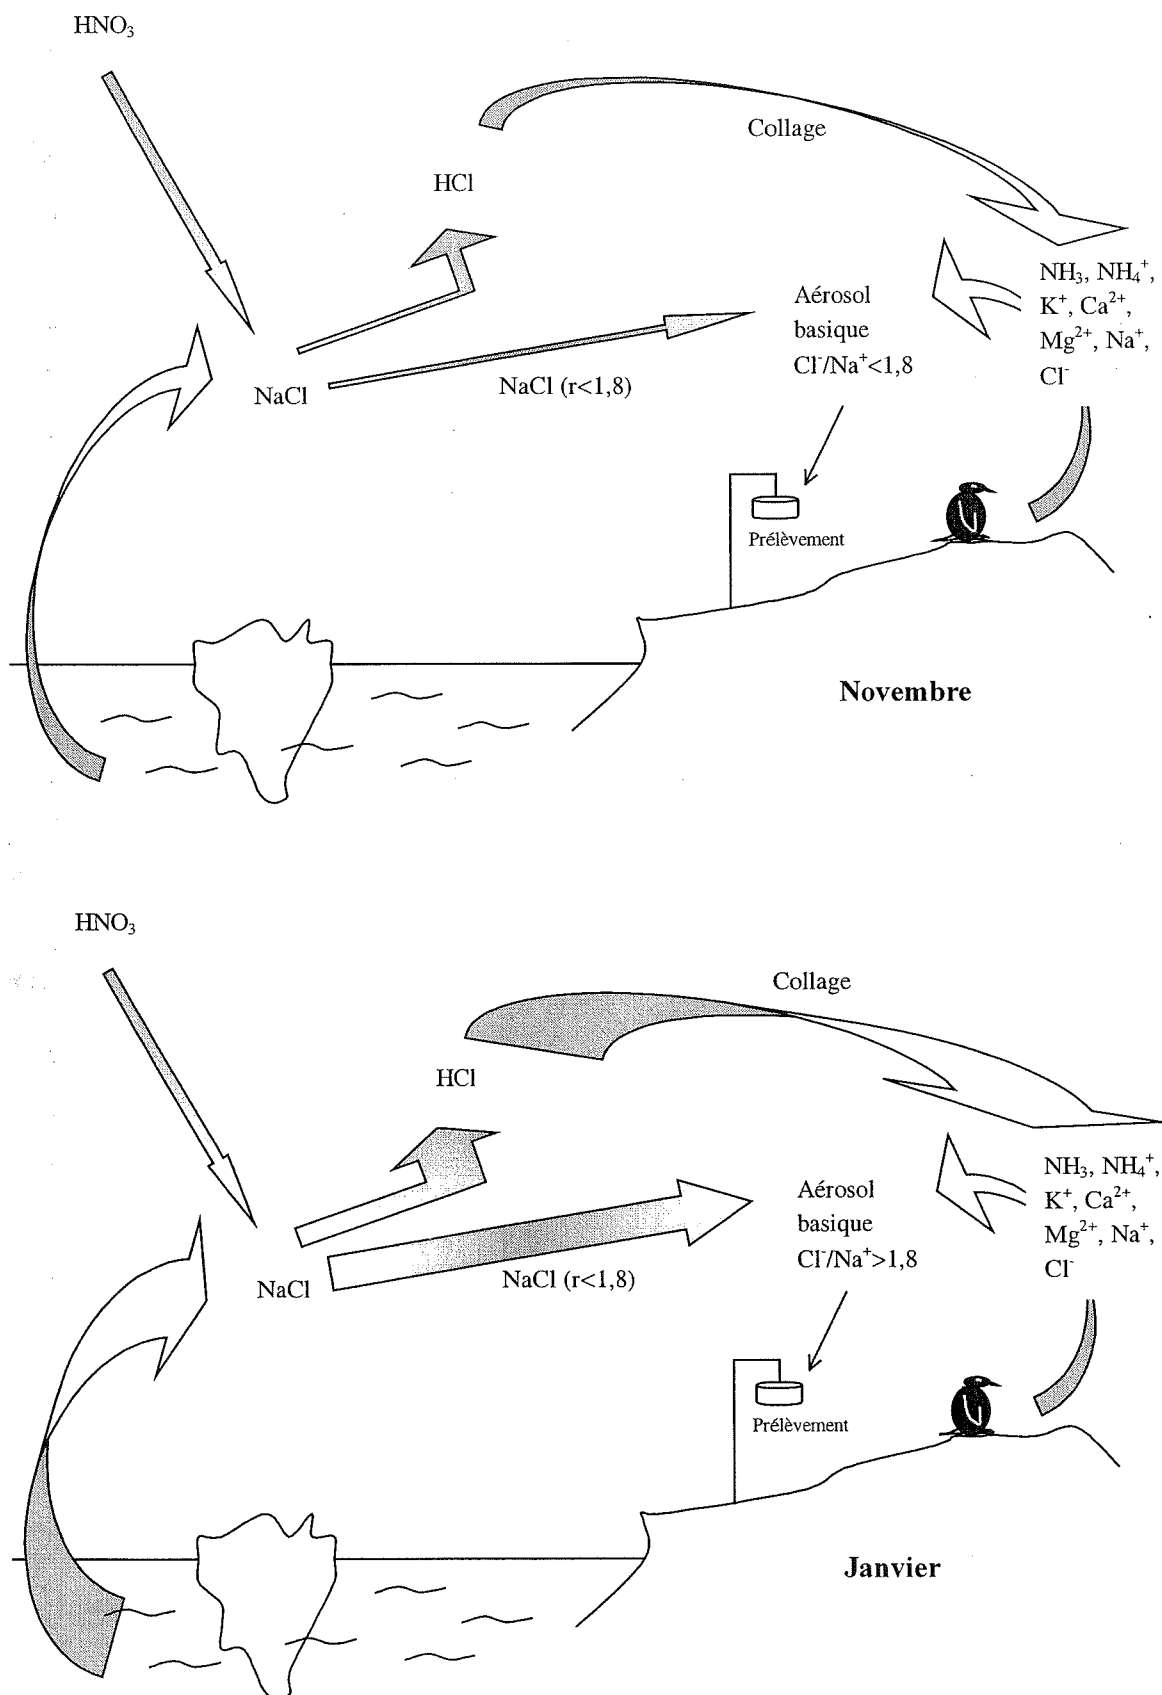 HNO₃
Collage
HCl
NH₃, NH₄⁺,
K⁺, Ca²⁺,
Mg²⁺, Na⁺,
Cl⁻
Aérosol
basique
Cl⁻/Na⁺<1,8
NaCl
NaCl (r<1,8)
Prélèvement
Novembre
HNO₃
Collage
HCl
NH₃, NH₄⁺,
K⁺, Ca²⁺,
Mg²⁺, Na⁺,
Cl⁻
Aérosol
basique
Cl⁻/Na⁺>1,8
NaCl
NaCl (r<1,8)
Prélèvement
Janvier